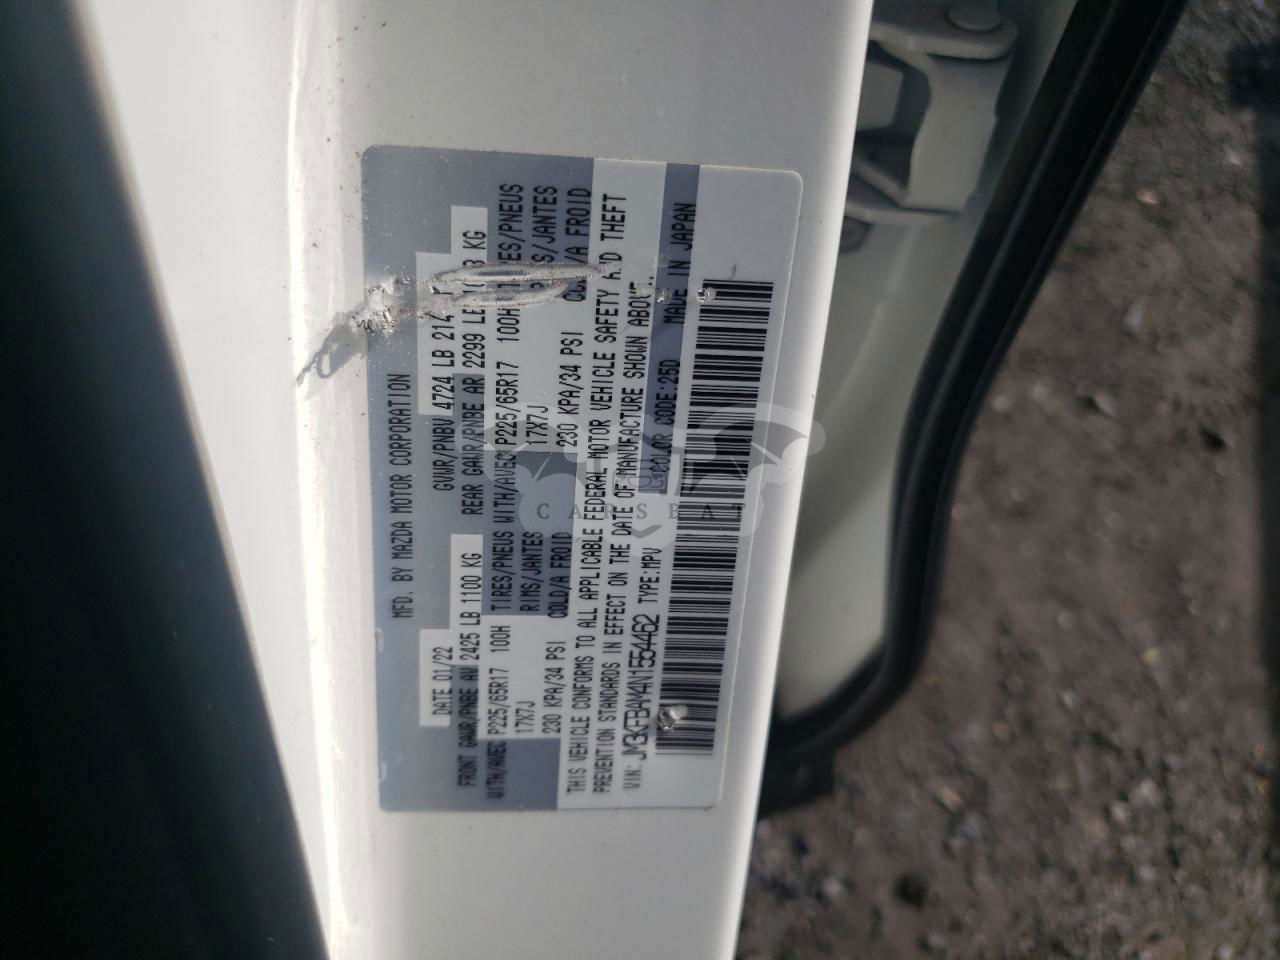 MFD. BY MAZDA MOTOR CORPORATION
DATE 01/22 GVWR/PNBV 4724 LB
FRONT GAWR/PNBE AV 2425 LB 1100 KG REAR GAWR/PNBE AR 2299 LB KG
WITH/AVEC P225/65R17 100H TIRES/PNEUS WITH/AVEC P225/65R17 100H TIRES/PNEUS
17X7J RIMS/JANTES 17X7J RIMS/JANTES
230 KPA/34 PSI COLD/A FROID 230 KPA/34 PSI COLD/A FROID
THIS VEHICLE CONFORMS TO ALL APPLICABLE FEDERAL MOTOR VEHICLE SAFETY AND THEFT
PREVENTION STANDARDS IN EFFECT ON THE DATE OF MANUFACTURE SHOWN ABOVE.
VIN: JM3KFBAM4N1554462 TYPE:MPV COLOR CODE:25D MADE IN JAPAN
CARSEAT